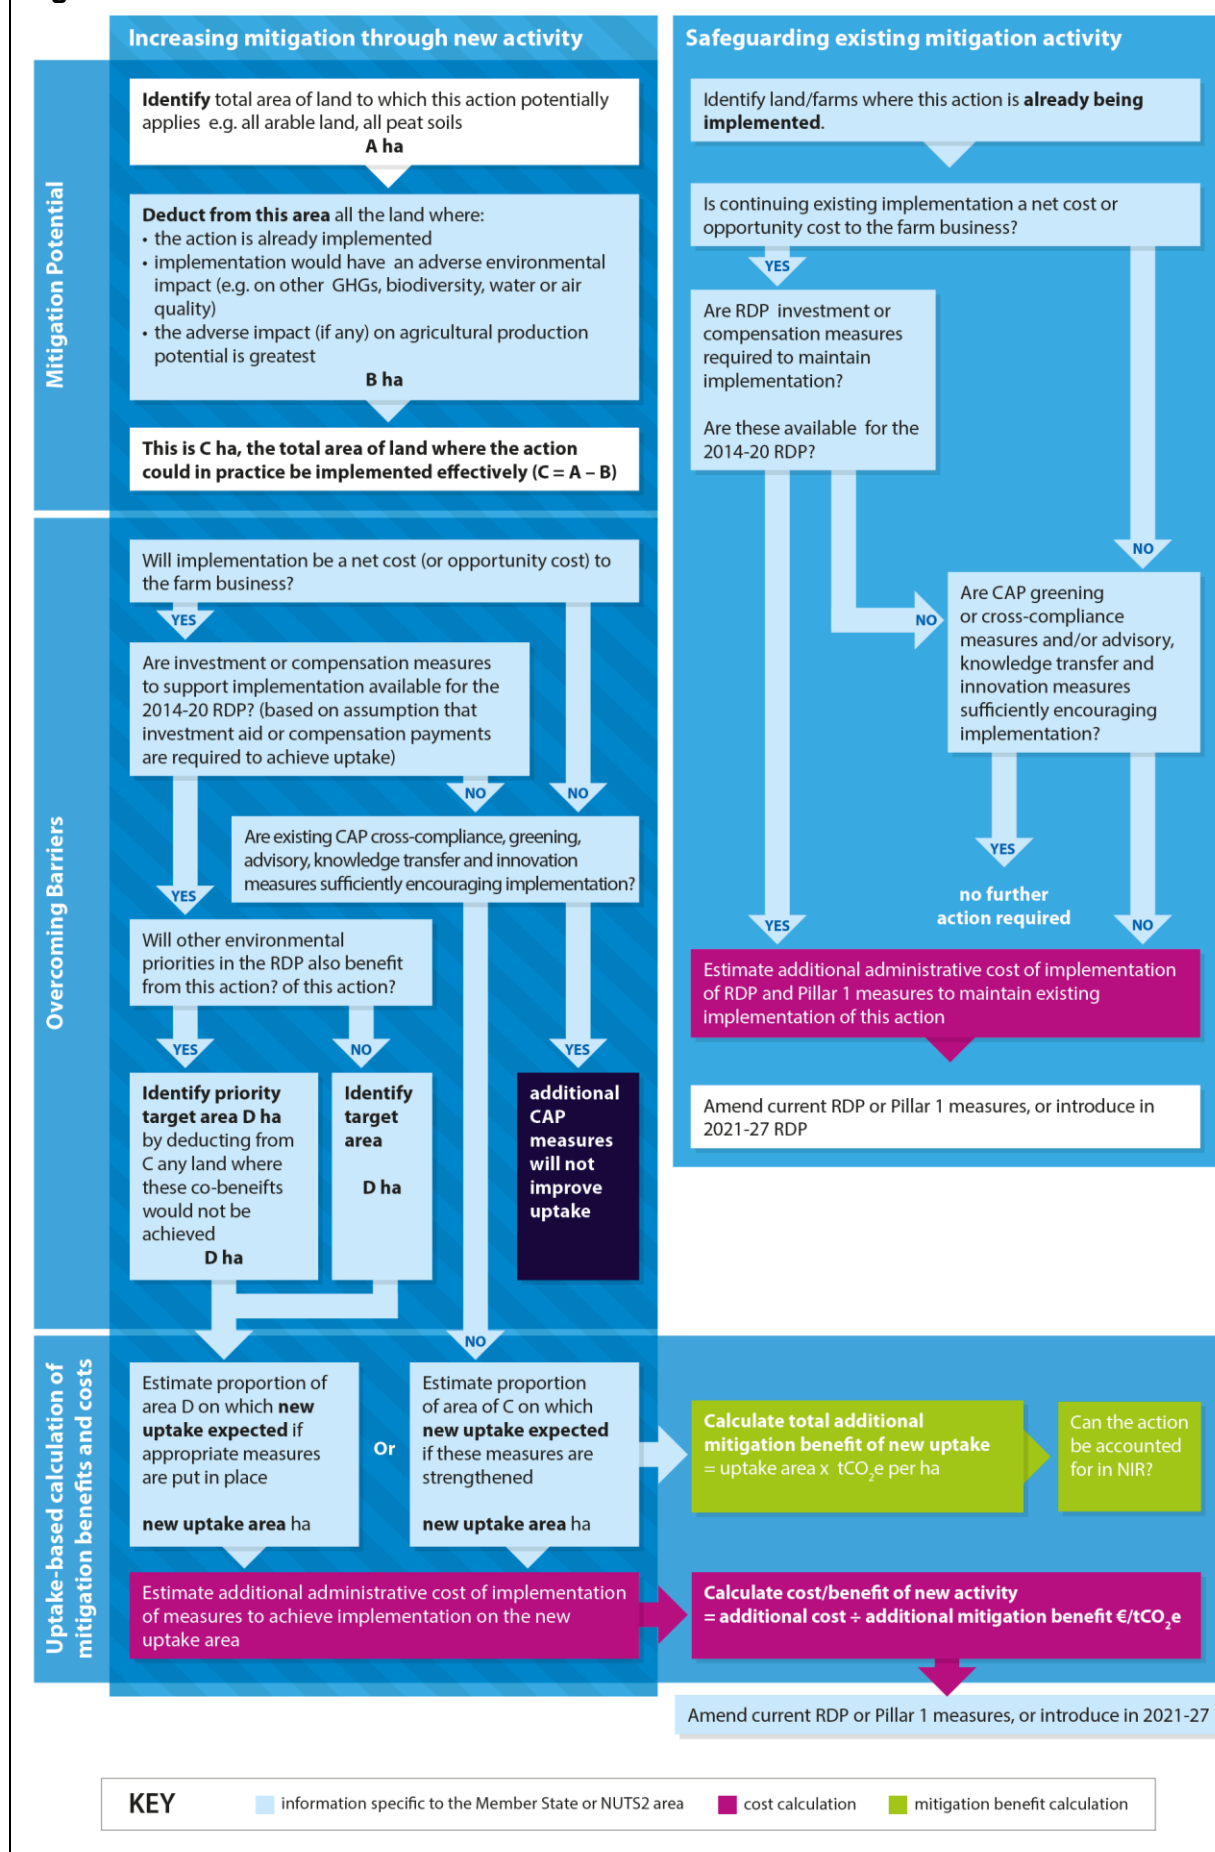 Increasing mitigation through new activity
Mitigation Potential
Identify total area of land to which this action potentially
applies e.g. all arable land, all peat soils
A ha
Deduct from this area all the land where:
• the action is already implemented
• implementation would have an adverse environmental
impact (e.g. on other GHGs, biodiversity, water or air
quality)
• the adverse impact (if any) on agricultural production
potential is greatest
B ha
This is C ha, the total area of land where the action
could in practice be implemented effectively (C = A – B)
Overcoming Barriers
Will implementation be a net cost (or opportunity cost) to
the farm business?
YES
Are investment or compensation measures
to support implementation available for the
2014-20 RDP? (based on assumption that
investment aid or compensation payments
are required to achieve uptake)
NO
NO
Are existing CAP cross-compliance, greening,
advisory, knowledge transfer and innovation
measures sufficiently encouraging implementation?
YES
Will other environmental
priorities in the RDP also benefit
from this action? of this action?
YES
NO
YES
Identify priority
target area D ha
by deducting from
C any land where
these co-beneifts
would not be
achieved
D ha
Identify
target
area
D ha
additional
CAP
measures
will not
improve
uptake
NO
Safeguarding existing mitigation activity
Identify land/farms where this action is already being
implemented.
Is continuing existing implementation a net cost or
opportunity cost to the farm business?
YES
Are RDP investment or
compensation measures
required to maintain
implementation?
Are these available for the
2014-20 RDP?
NO
NO
Are CAP greening
or cross-compliance
measures and/or advisory,
knowledge transfer and
innovation measures
sufficiently encouraging
implementation?
YES
no further
action required
YES
NO
Estimate additional administrative cost of implementation
of RDP and Pillar 1 measures to maintain existing
implementation of this action
Amend current RDP or Pillar 1 measures, or introduce in
2021-27 RDP
Uptake-based calculation of
mitigation benefits and costs
Estimate proportion of
area D on which new
uptake expected if
appropriate measures
are put in place
new uptake area ha
Or
Estimate proportion
of area of C on which
new uptake expected
if these measures are
strengthened
new uptake area ha
Calculate total additional
mitigation benefit of new uptake
= uptake area x tCO2e per ha
Can the action
be accounted
for in NIR?
Estimate additional administrative cost of implementation
of measures to achieve implementation on the new
uptake area
Calculate cost/benefit of new activity
= additional cost ÷ additional mitigation benefit €/tCO2e
Amend current RDP or Pillar 1 measures, or introduce in 2021-27
KEY
information specific to the Member State or NUTS2 area
cost calculation
mitigation benefit calculation